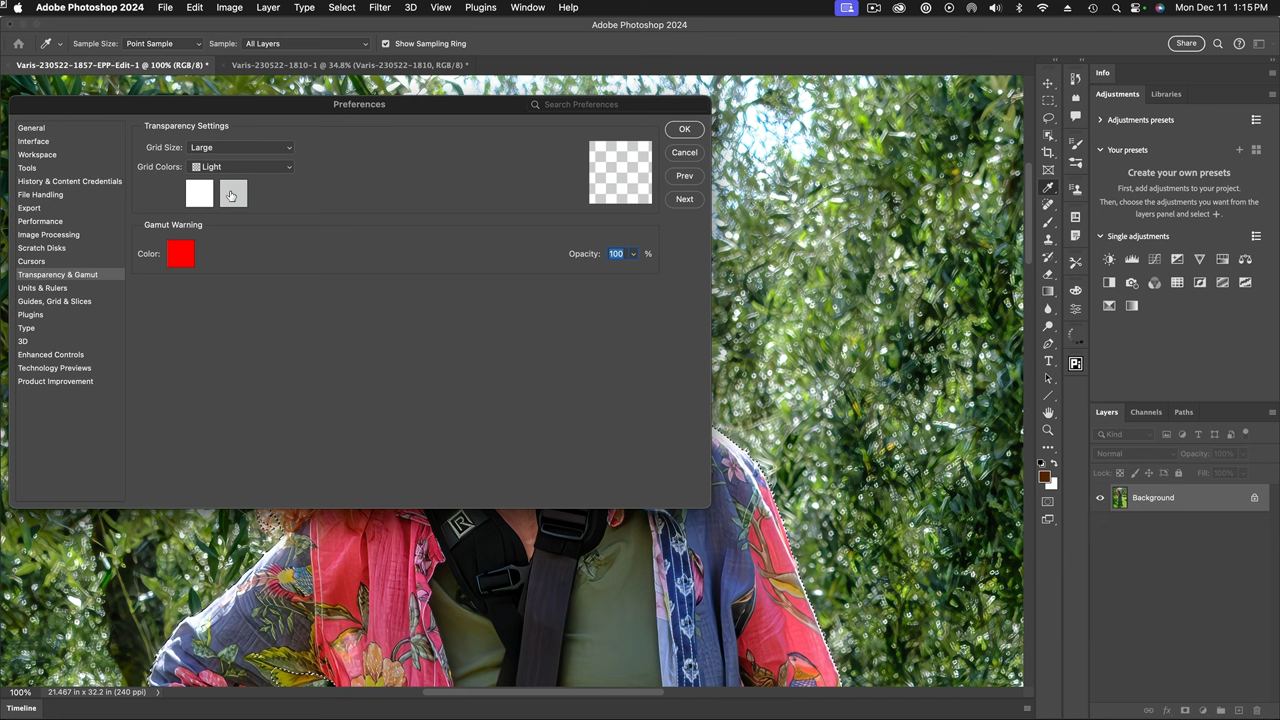 Adobe Photoshop 2024 File Edit Image Layer Type Select Filter 3D View Plugins Window Help Mon Dec 11 1:15 PM
Adobe Photoshop 2024
Sample Size: Point Sample Sample: All Layers Show Sampling Ring Share
Varis-230522-1857-EPP-Edit-1 @ 100% (RGB/8) * Varis-230522-1810-1 @ 34.8% (Varis-230522-1810, RGB/8) *
Preferences
Search Preferences
General
Interface
Workspace
Tools
History & Content Credentials
File Handling
Export
Performance
Image Processing
Scratch Disks
Cursors
Transparency & Gamut
Units & Rulers
Guides, Grid & Slices
Plugins
Type
3D
Enhanced Controls
Technology Previews
Product Improvement
Transparency Settings
Grid Size: Large
Grid Colors: Light
Gamut Warning
Color:
Opacity: 100 %
OK
Cancel
Prev
Next
Info
Adjustments Libraries
Adjustments presets
Your presets
Create your own presets
First, add adjustments to your project.
Then, choose the adjustments you want from the
layers panel and select +.
Single adjustments
Layers Channels Paths
Kind
Normal Opacity: 100%
Lock: Fill: 100%
Background
100% 21.467 in x 32.2 in (240 ppi)
Timeline